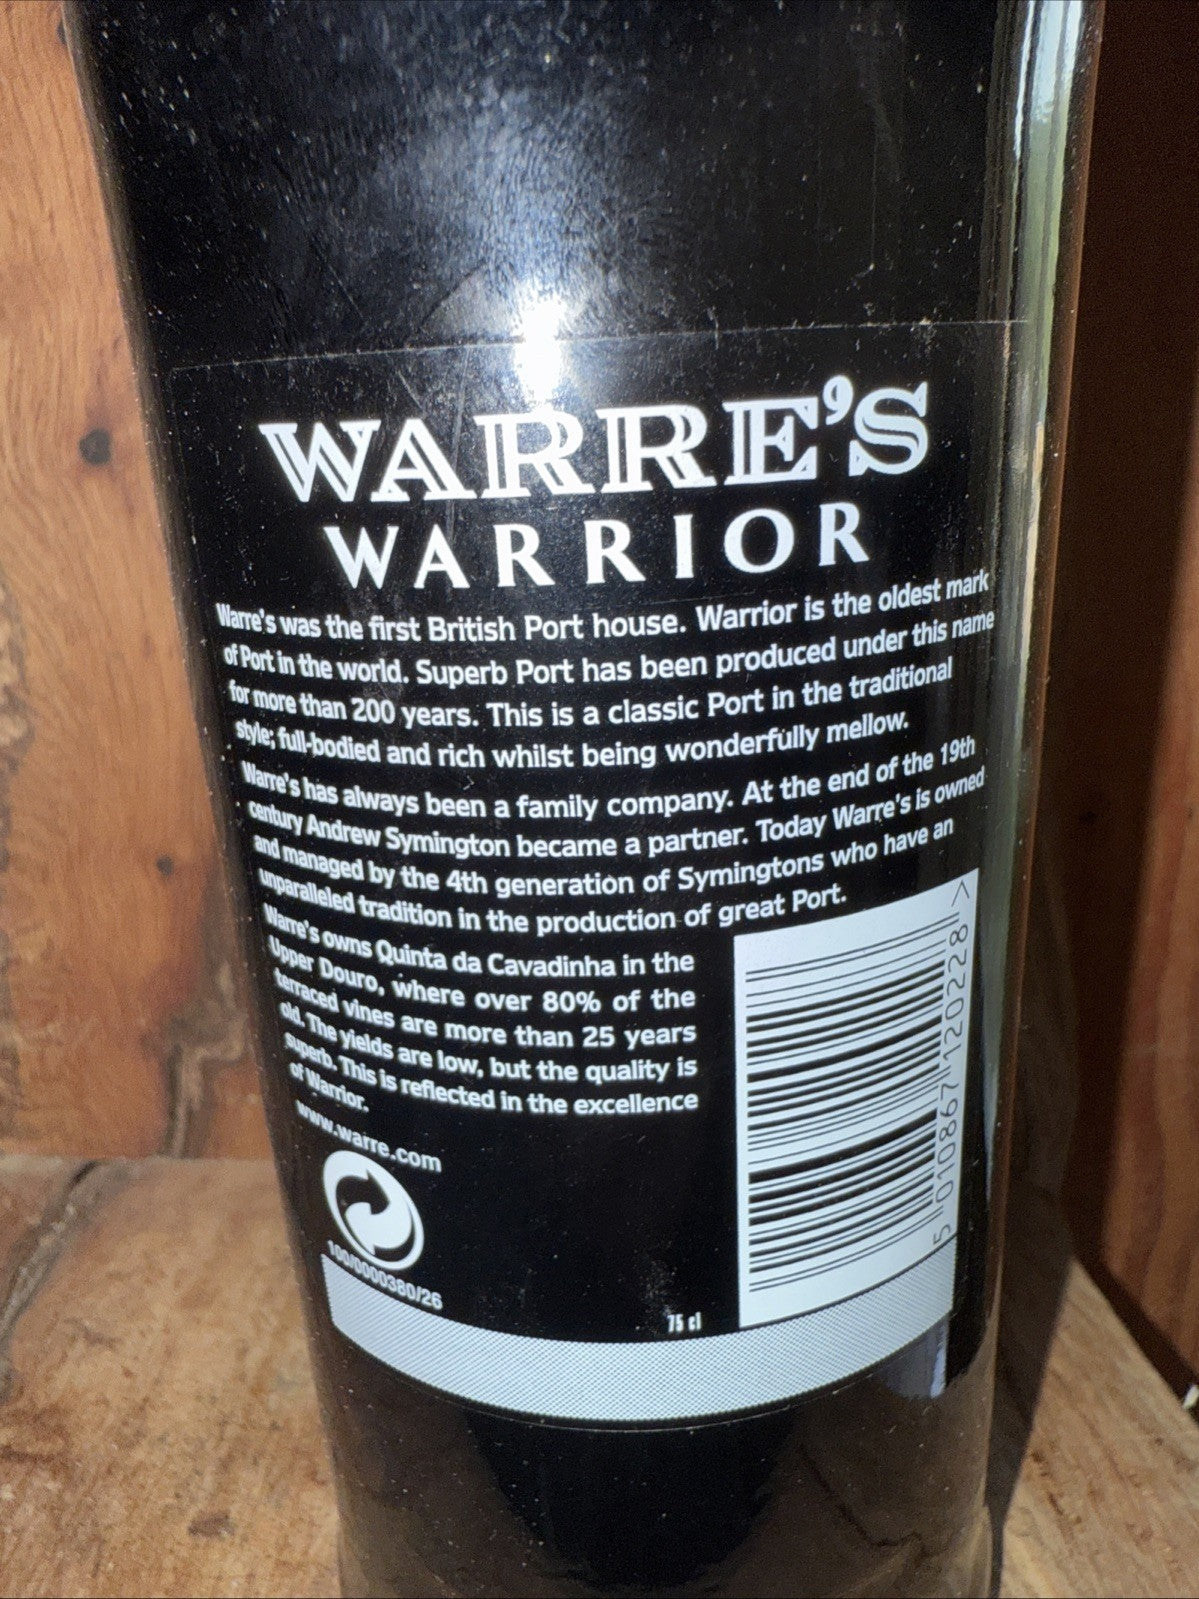 WARRE'S
WARRIOR
Warre's was the first British Port house. Warrior is the oldest mark
of Port in the world. Superb Port has been produced under this name
for more than 200 years. This is a classic Port in the traditional
style; full-bodied and rich whilst being wonderfully mellow.
Warre's has always been a family company. At the end of the 19th
century Andrew Symington became a partner. Today Warre's is owned
and managed by the 4th generation of Symingtons who have an
unparalleled tradition in the production of great Port.
Warre's owns Quinta da Cavadinha in the
Upper Douro, where over 80% of the
terraced vines are more than 25 years
old. The yields are low, but the quality is
superb. This is reflected in the excellence
of Warrior.
www.warre.com
100/0000380/26
75 cl
5 010867 120228 >